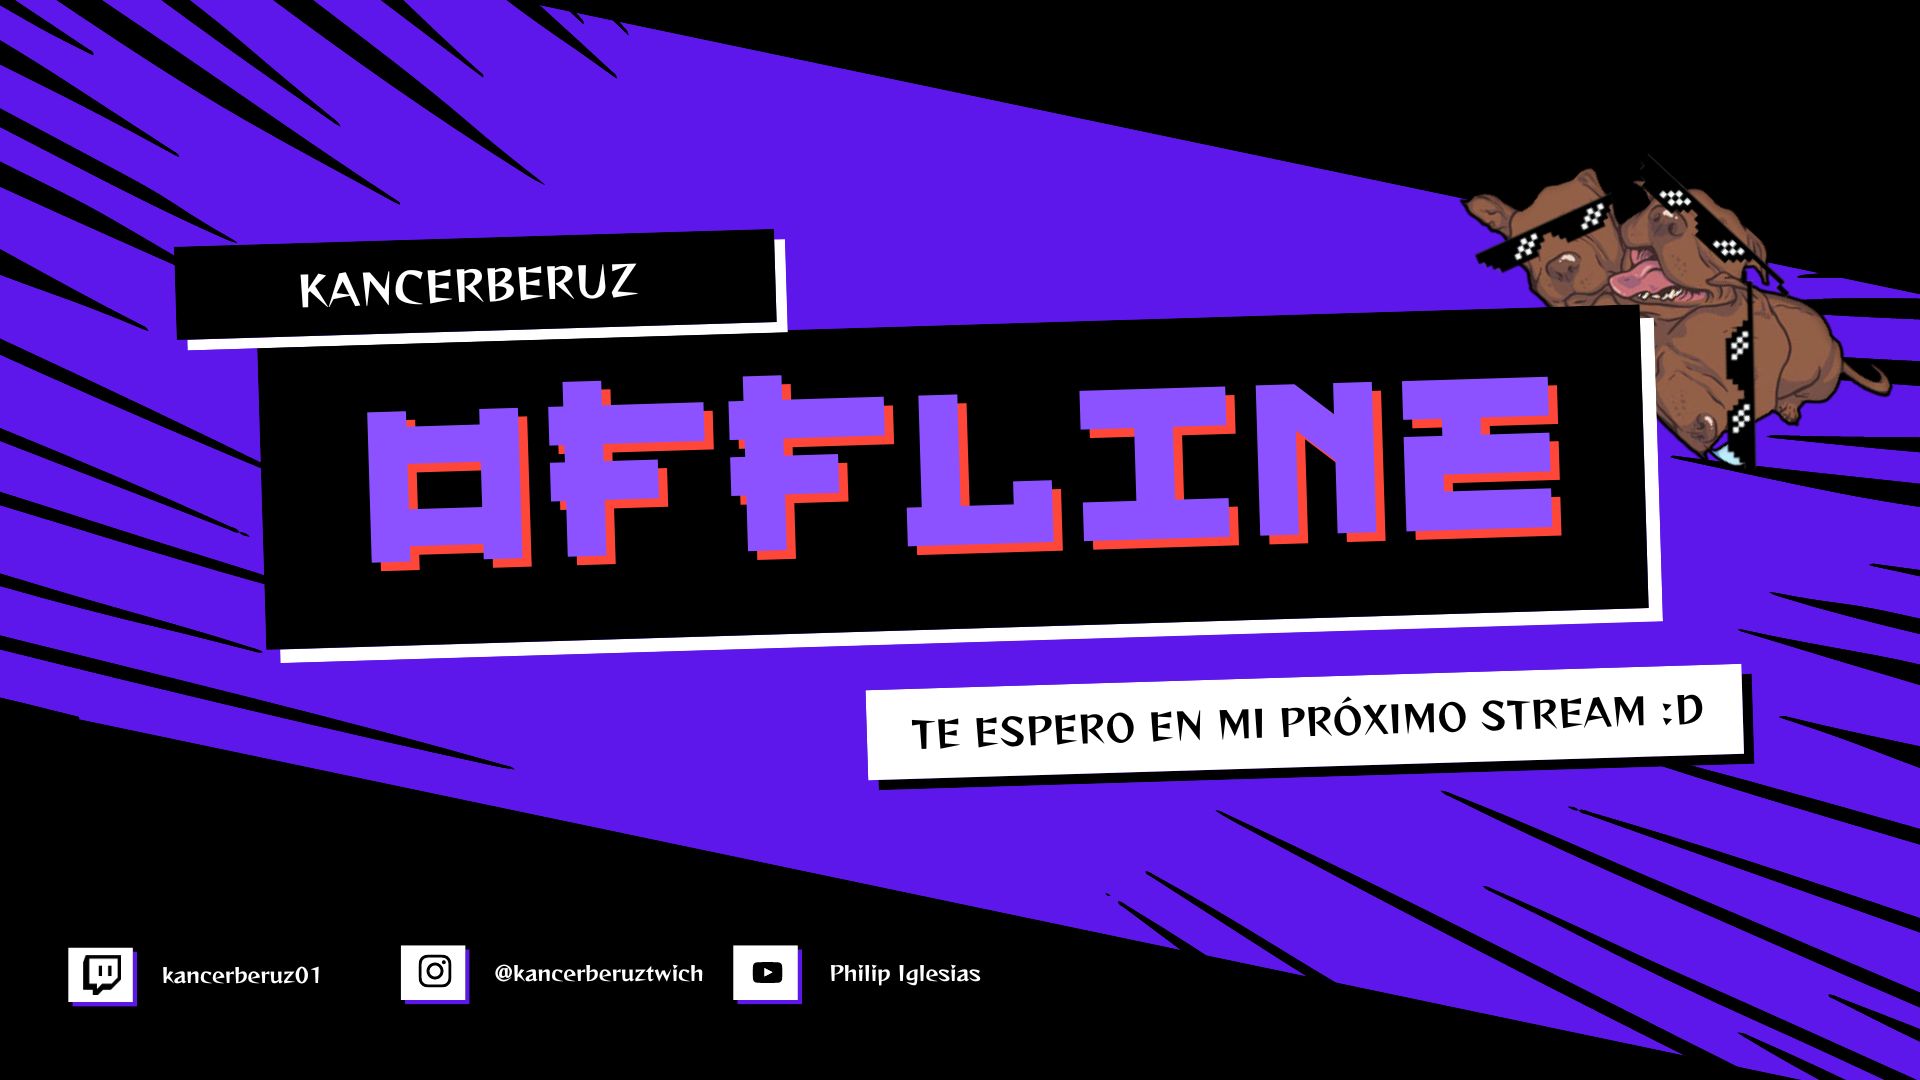 KANCERBERUZ
OFFLINE
TE ESPERO EN MI PRÓXIMO STREAM :D
kancerberuz01
@kancerberuztwich
Philip Iglesias